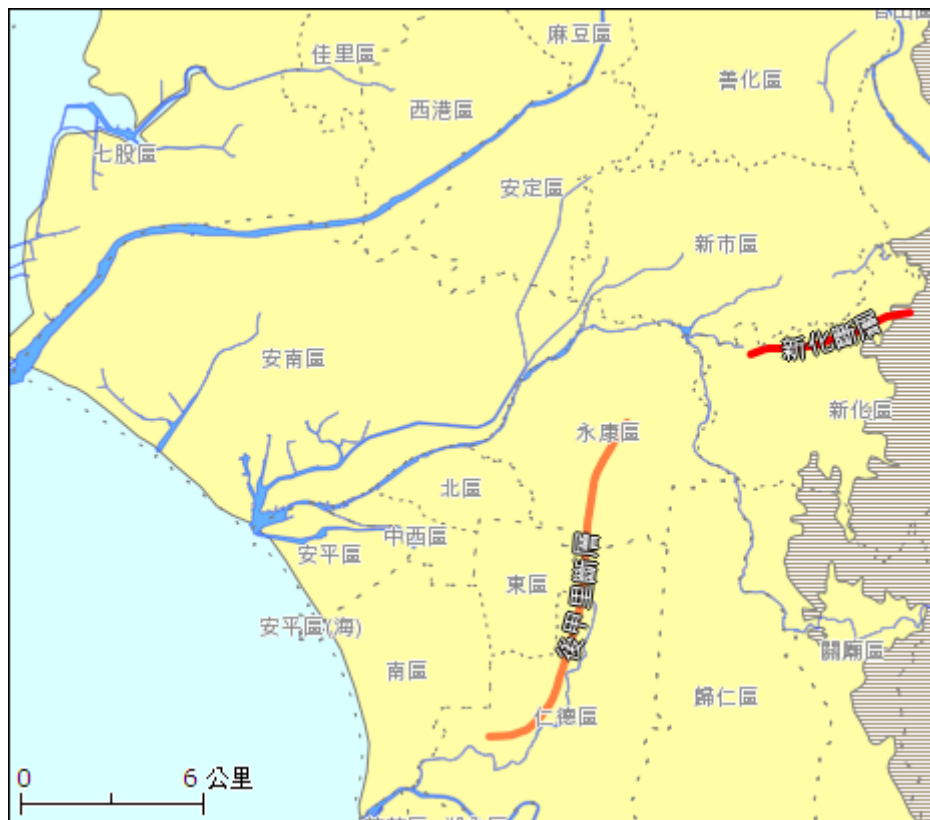 麻豆區
佳里區
善化區
西港區
七股區
安定區
新市區
新化斷層
安南區
新化區
永康區
北區
中西區
安平區
東區
後甲里斷層
安平區(海)
關廟區
南區
歸仁區
仁德區
0 6 公里